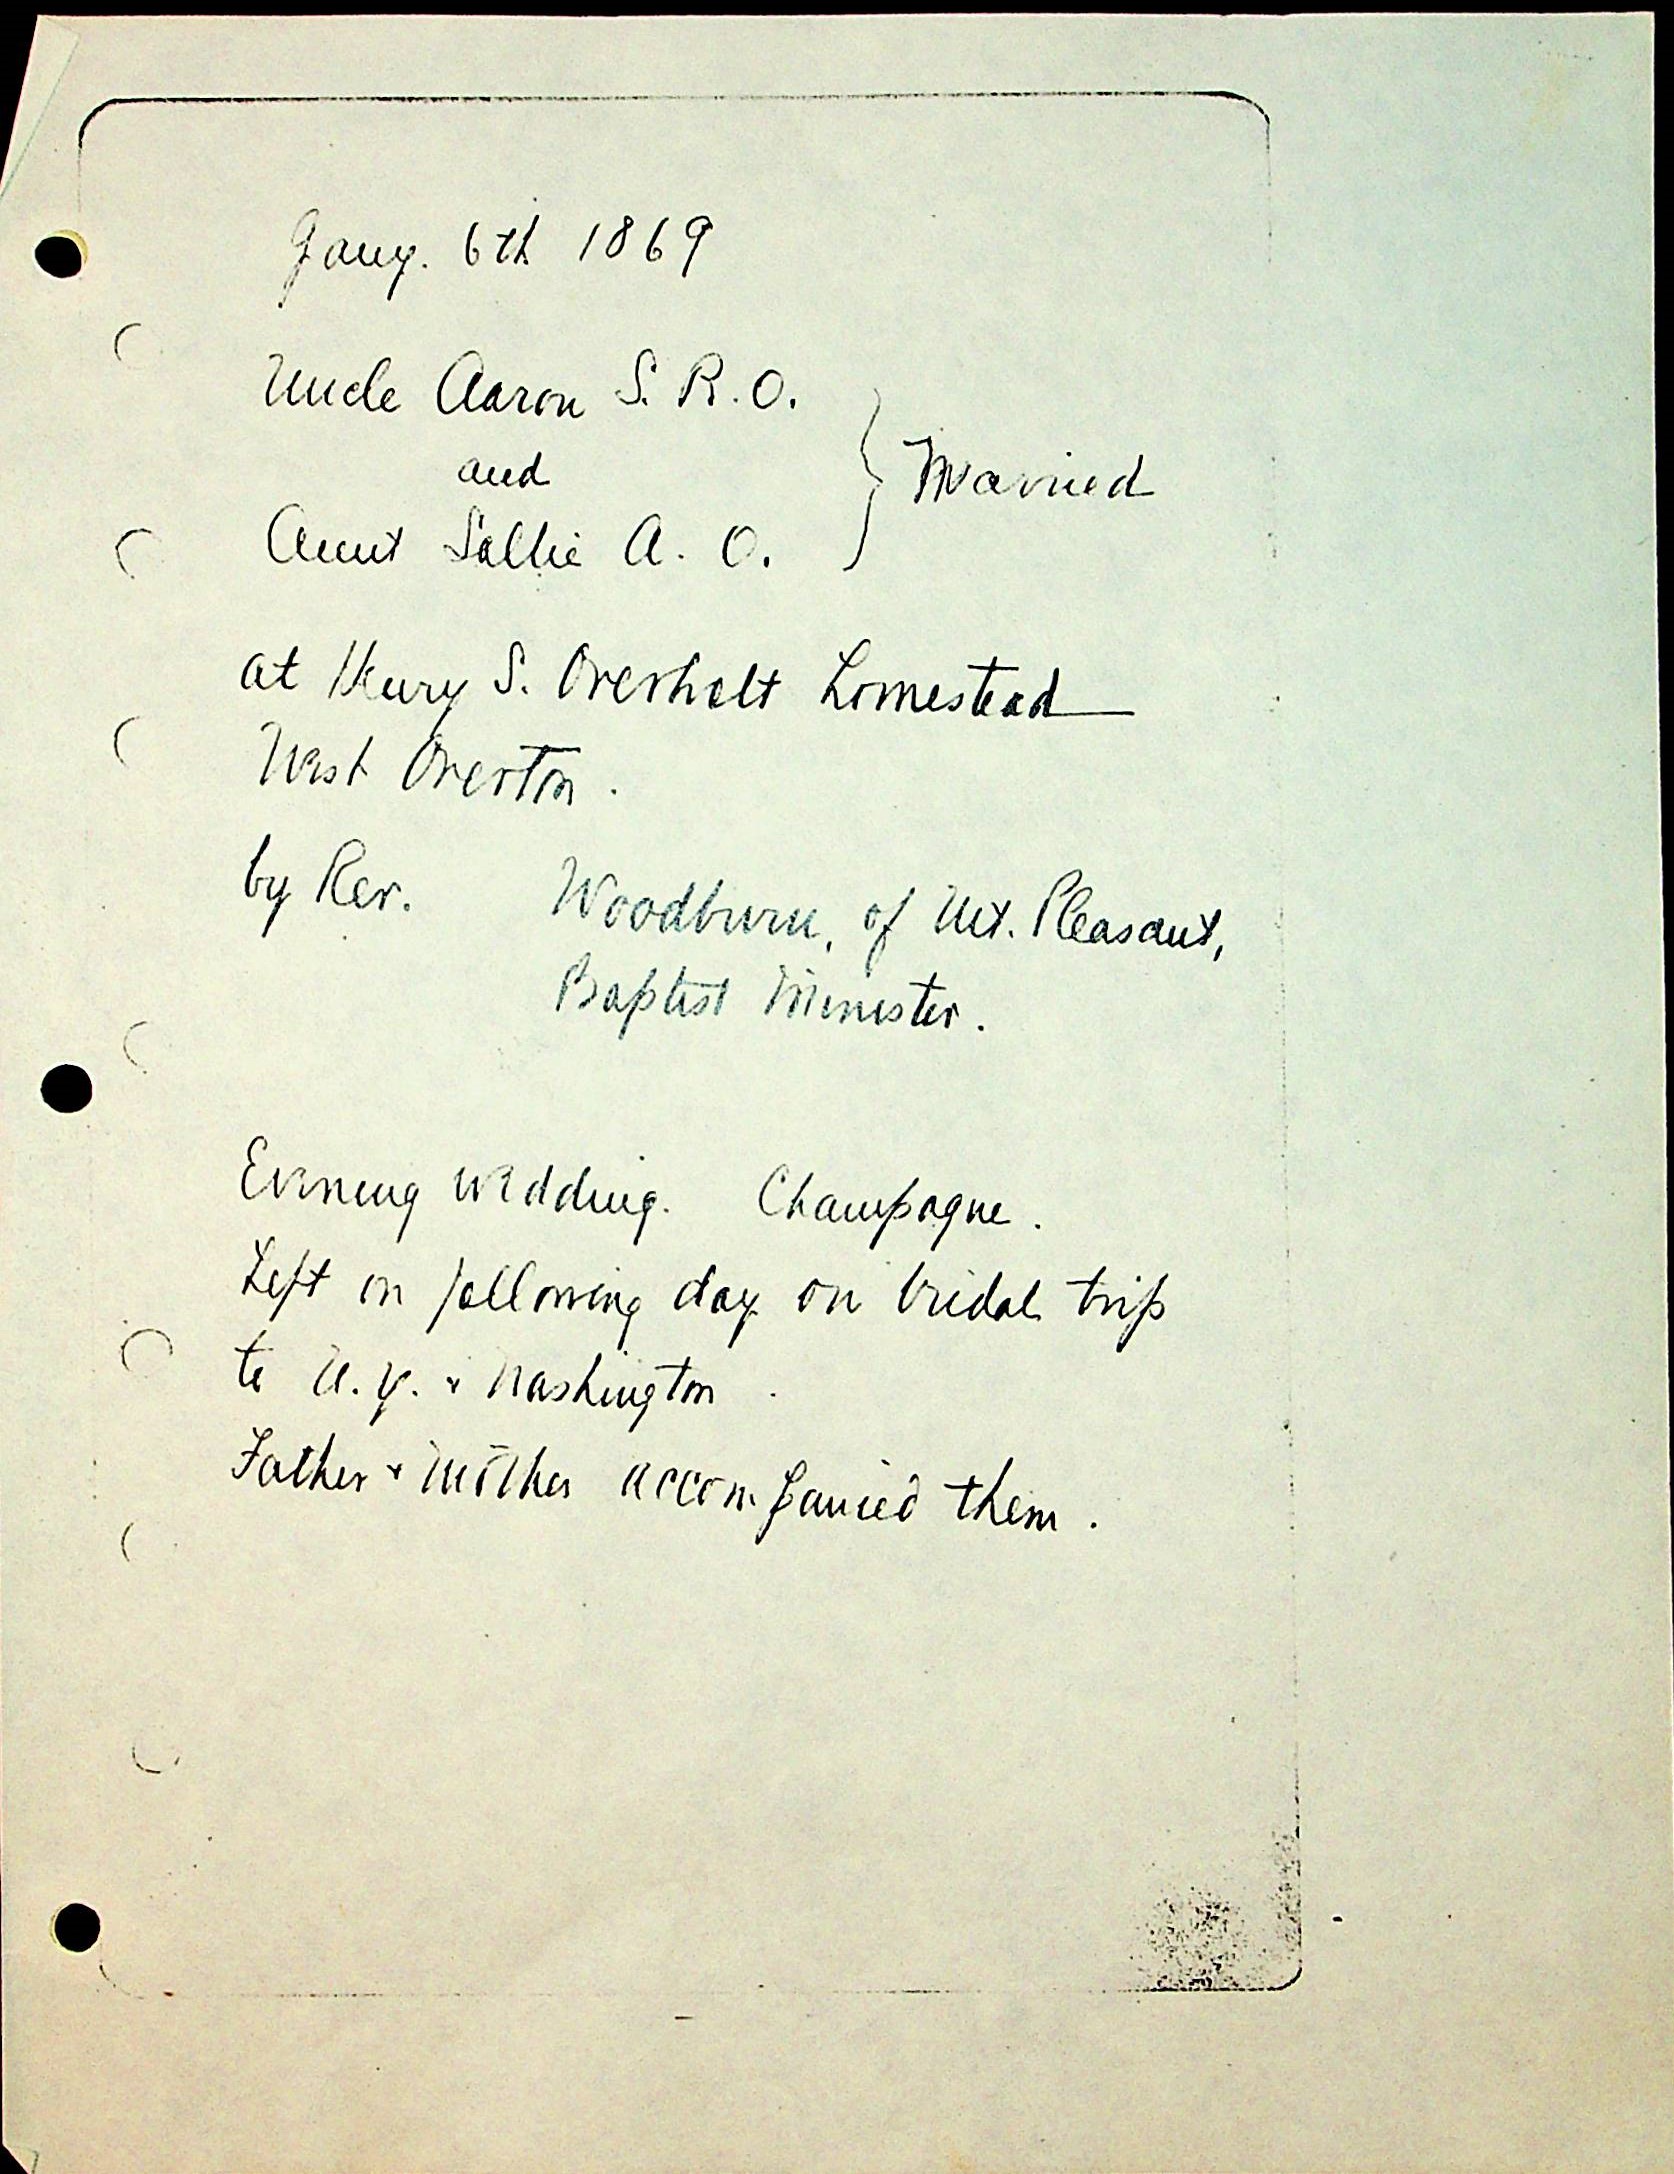 Jany. 6th 1869
Uncle Aaron S. R. O.
and
Married
Aunt Sallie A. O.
at Henry S. Overholt homestead
West Overton.
by Rev. Woodburn, of Mt. Pleasant,
Baptist Minister.
Evening wedding. Champagne.
Left on following day on bridal trip
to N. Y. & Washington.
Father & Mother accompanied them.